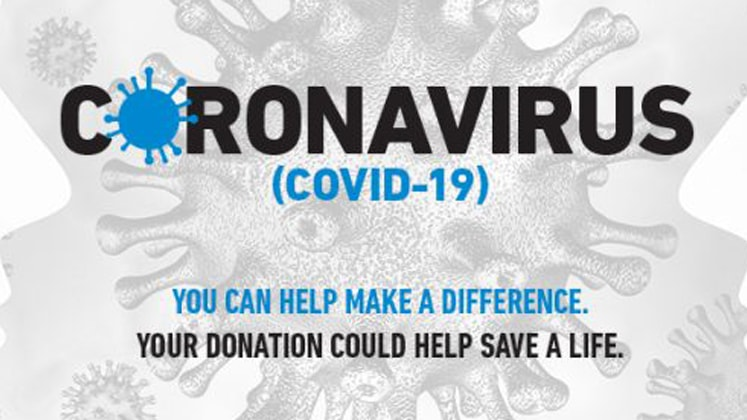 CORONAVIRUS
(COVID-19)
YOU CAN HELP MAKE A DIFFERENCE.
YOUR DONATION COULD HELP SAVE A LIFE.